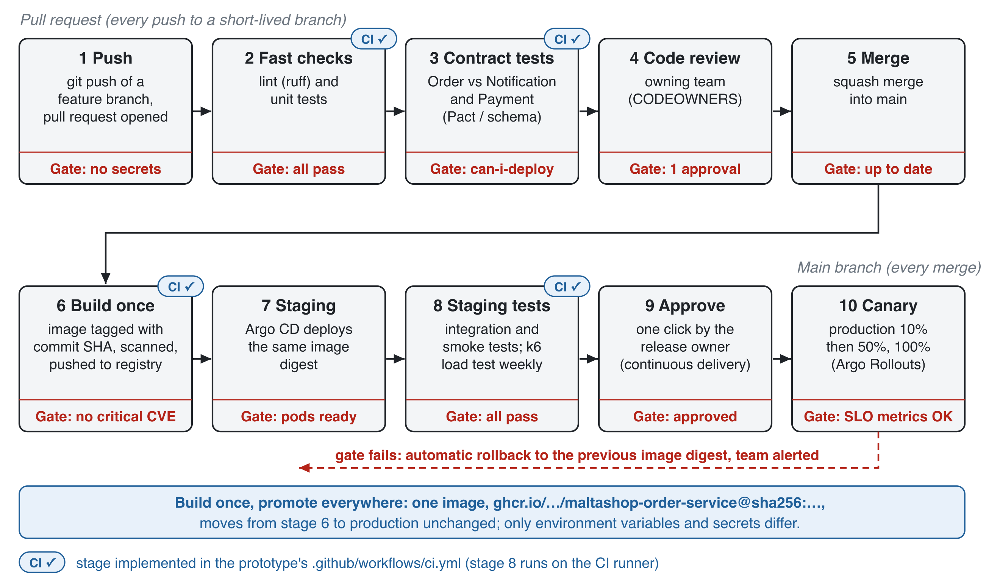 Pull request (every push to a short-lived branch)
1 Push
git push of a
feature branch,
pull request opened
Gate: no secrets
CI ✓
2 Fast checks
lint (ruff) and
unit tests
Gate: all pass
CI ✓
3 Contract tests
Order vs Notification
and Payment
(Pact / schema)
Gate: can-i-deploy
4 Code review
owning team
(CODEOWNERS)
Gate: 1 approval
5 Merge
squash merge
into main
Gate: up to date
Main branch (every merge)
CI ✓
6 Build once
image tagged with
commit SHA, scanned,
pushed to registry
Gate: no critical CVE
7 Staging
Argo CD deploys
the same image
digest
Gate: pods ready
CI ✓
8 Staging tests
integration and
smoke tests; k6
load test weekly
Gate: all pass
9 Approve
one click by the
release owner
(continuous delivery)
Gate: approved
10 Canary
production 10%
then 50%, 100%
(Argo Rollouts)
Gate: SLO metrics OK
gate fails: automatic rollback to the previous image digest, team alerted
Build once, promote everywhere: one image, ghcr.io/…/maltashop-order-service@sha256:…,
moves from stage 6 to production unchanged; only environment variables and secrets differ.
CI ✓ stage implemented in the prototype's .github/workflows/ci.yml (stage 8 runs on the CI runner)